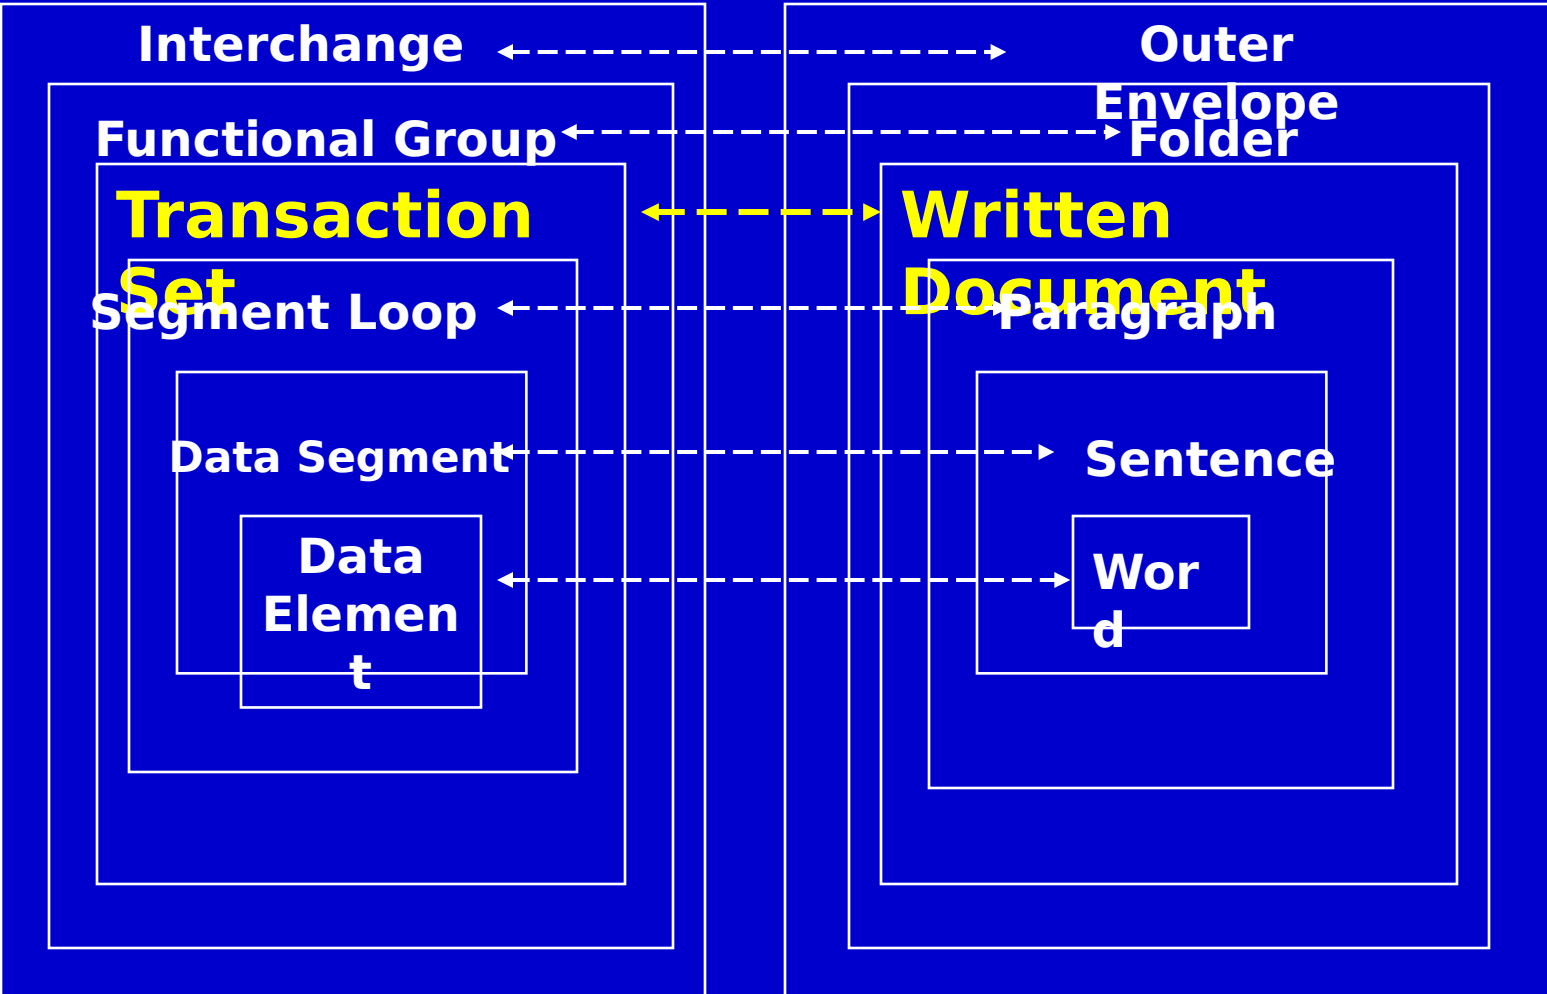 Interchange
Outer
Envelope
Functional Group
Folder
Transaction
Set
Written
Document
Segment Loop
Paragraph
Data Segment
Sentence
Data
Elemen
t
Wor
d